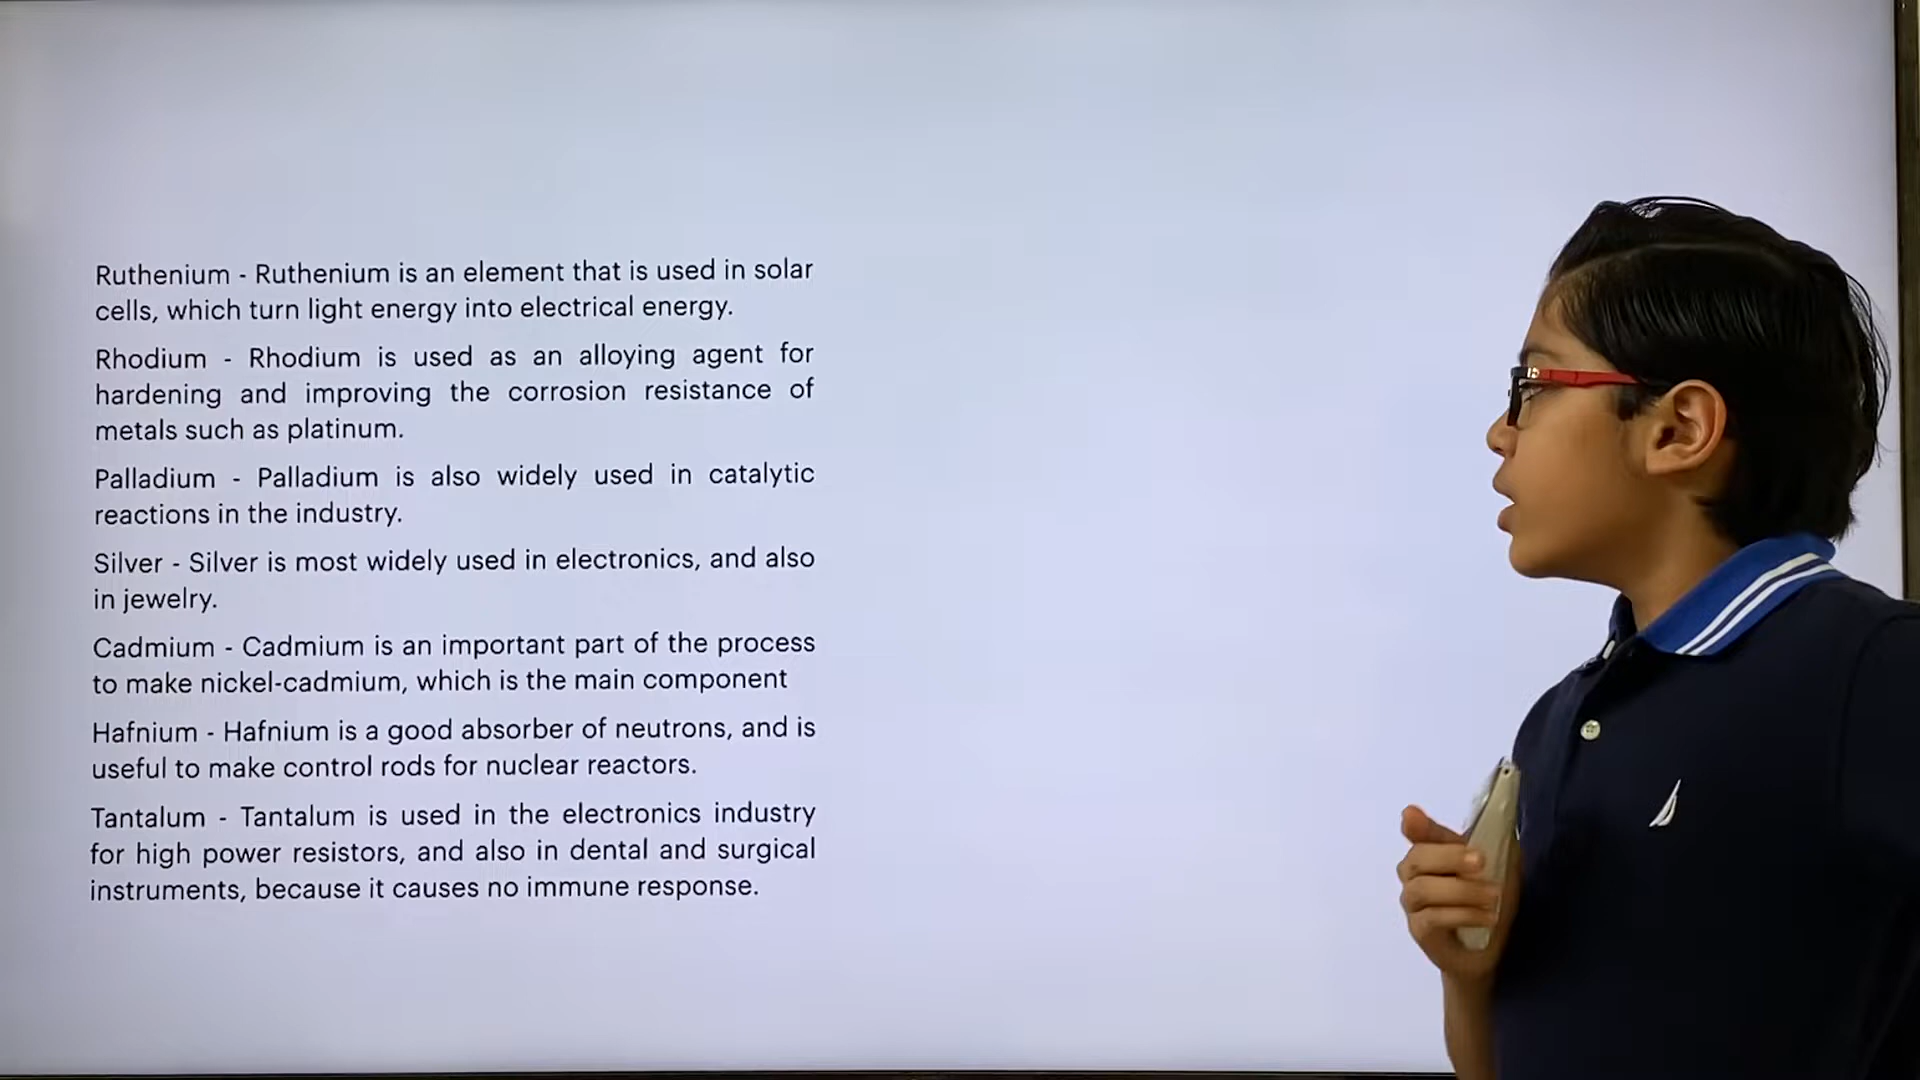 Ruthenium - Ruthenium is an element that is used in solar
cells, which turn light energy into electrical energy.
Rhodium - Rhodium is used as an alloying agent for
hardening and improving the corrosion resistance of
metals such as platinum.
Palladium - Palladium is also widely used in catalytic
reactions in the industry.
Silver - Silver is most widely used in electronics, and also
in jewelry.
Cadmium - Cadmium is an important part of the process
to make nickel-cadmium, which is the main component
Hafnium - Hafnium is a good absorber of neutrons, and is
useful to make control rods for nuclear reactors.
Tantalum - Tantalum is used in the electronics industry
for high power resistors, and also in dental and surgical
instruments, because it causes no immune response.